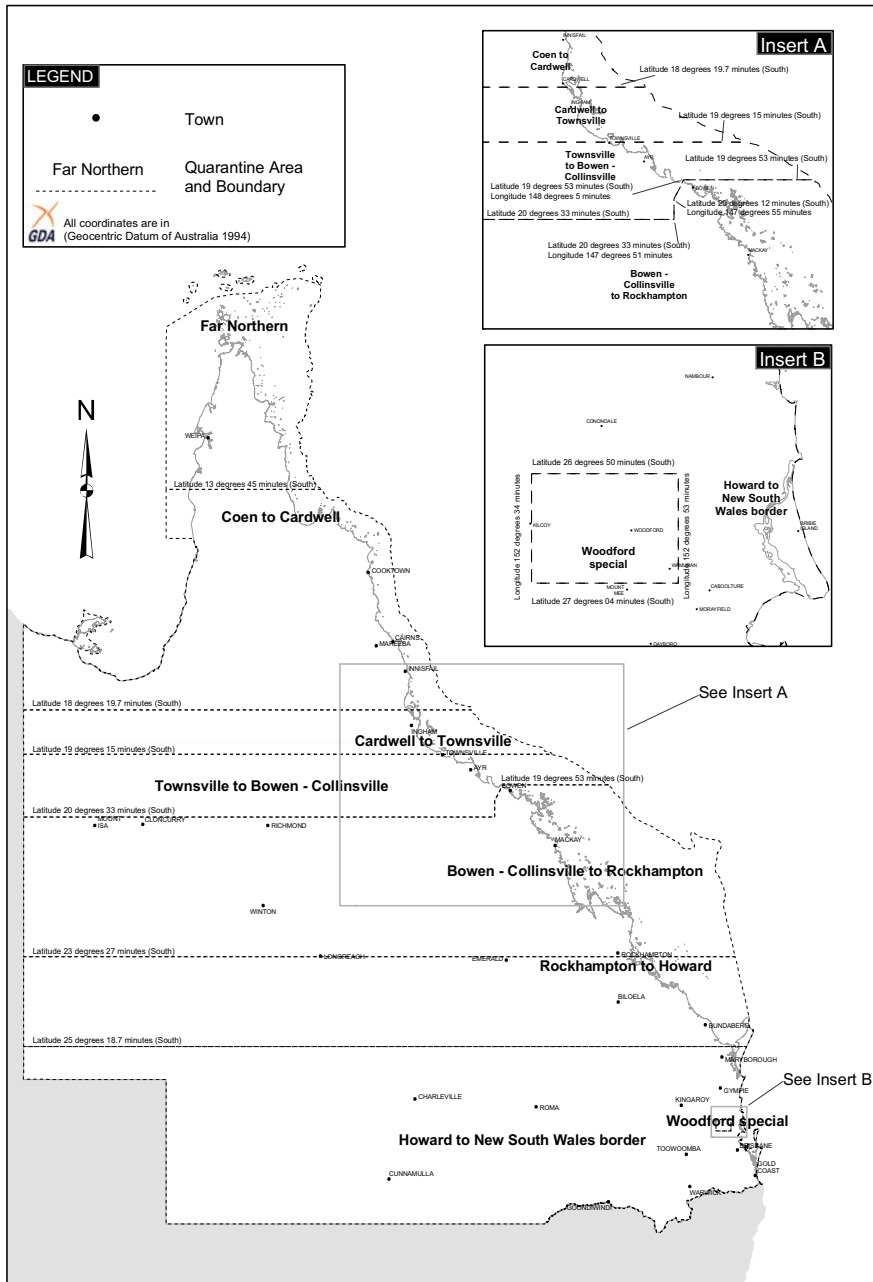 LEGEND
Town
Far Northern
Quarantine Area
and Boundary
GDA
All coordinates are in
(Geocentric Datum of Australia 1994)
Insert A
INNISFAIL
Coen to
Cardwell
Latitude 18 degrees 19.7 minutes (South)
CARDWELL
INGHAM
Cardwell to
Townsville
Latitude 19 degrees 15 minutes (South)
TOWNSVILLE
Townsville
to Bowen -
Collinsville
AYR
Latitude 19 degrees 53 minutes (South)
Latitude 19 degrees 53 minutes (South)
Longitude 148 degrees 5 minutes
BOWEN
Latitude 20 degrees 12 minutes (South)
Longitude 147 degrees 55 minutes
Latitude 20 degrees 33 minutes (South)
Latitude 20 degrees 33 minutes (South)
Longitude 147 degrees 51 minutes
MACKAY
Bowen -
Collinsville
to Rockhampton
Insert B
NAMBOUR
CONONDALE
Latitude 26 degrees 50 minutes (South)
Longitude 152 degrees 34 minutes
Longitude 152 degrees 53 minutes
Howard to
New South
Wales border
KILCOY
WOODFORD
BRIBIE
ISLAND
Woodford
special
WAMURAN
MOUNT
MEE
CABOOLTURE
Latitude 27 degrees 04 minutes (South)
MORAYFIELD
DAYBORO
N
Far Northern
WEIPA
Latitude 13 degrees 45 minutes (South)
Coen to Cardwell
COOKTOWN
CAIRNS
MAREEBA
INNISFAIL
See Insert A
Latitude 18 degrees 19.7 minutes (South)
INGHAM
Cardwell to Townsville
Latitude 19 degrees 15 minutes (South)
TOWNSVILLE
AYR
Townsville to Bowen - Collinsville
Latitude 19 degrees 53 minutes (South)
BOWEN
Latitude 20 degrees 33 minutes (South)
MOUNT
ISA
CLONCURRY
RICHMOND
MACKAY
Bowen - Collinsville to Rockhampton
WINTON
Latitude 23 degrees 27 minutes (South)
LONGREACH
EMERALD
ROCKHAMPTON
Rockhampton to Howard
BILOELA
BUNDABERG
Latitude 25 degrees 18.7 minutes (South)
MARYBOROUGH
See Insert B
GYMPIE
CHARLEVILLE
ROMA
KINGAROY
Woodford special
Howard to New South Wales border
BRISBANE
TOOWOOMBA
GOLD
COAST
CUNNAMULLA
WARWICK
GOONDIWINDI